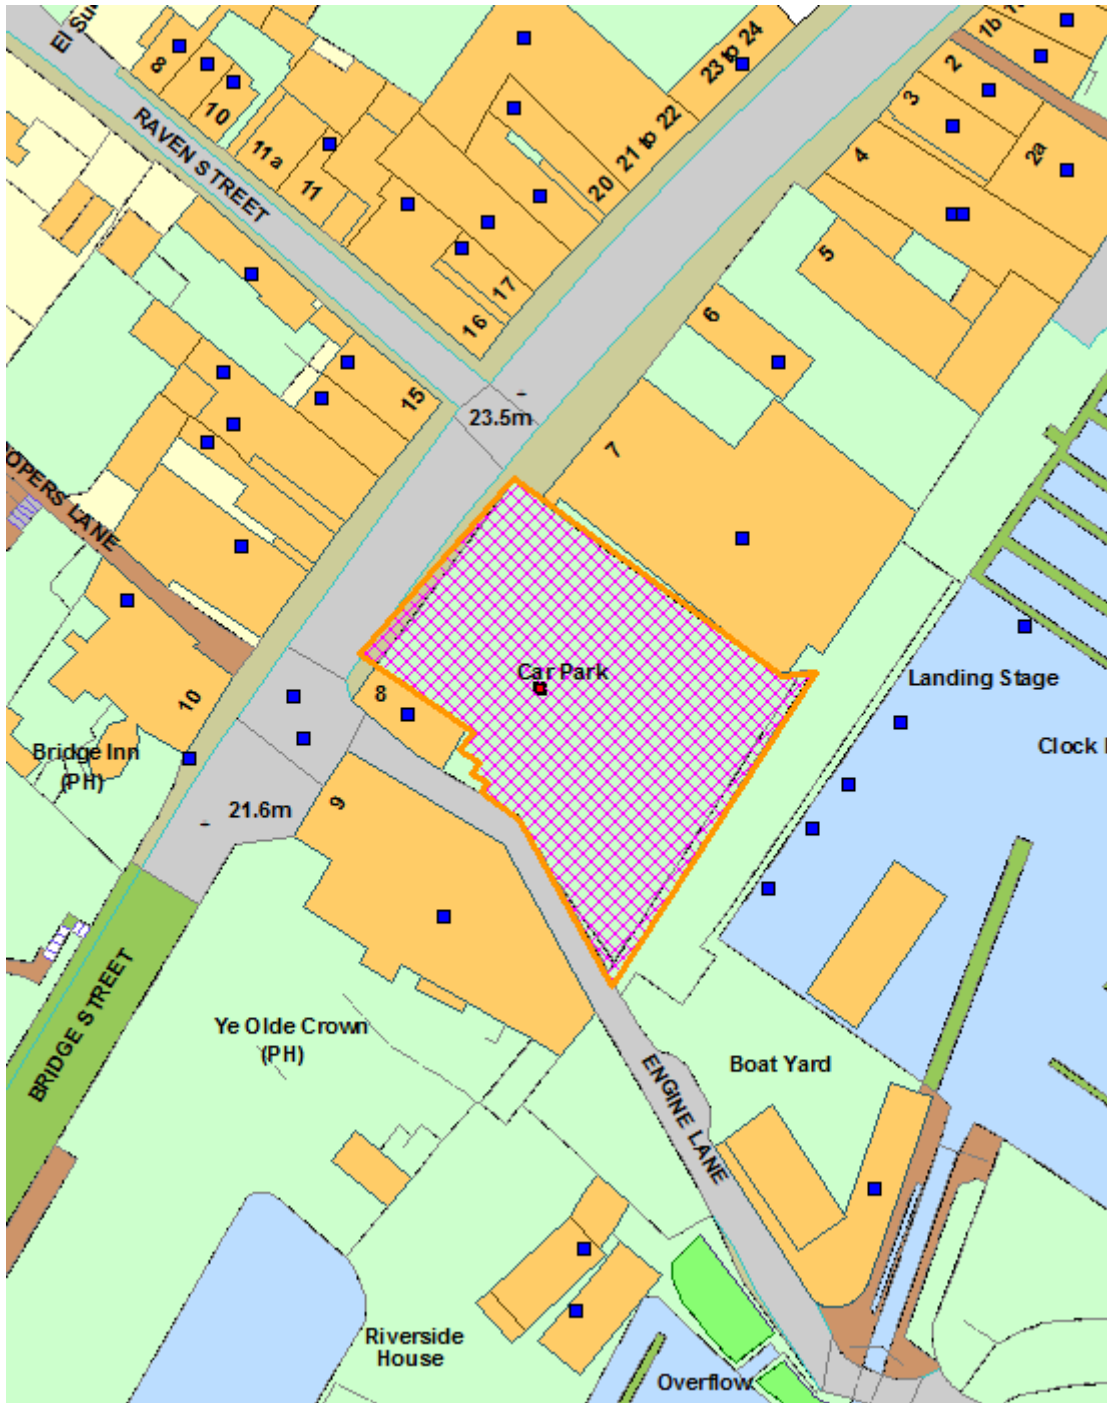 El Su
8
10
RAVEN STREET
11a
11
23 to 24
21 to 22
20
17
16
1b
2
3
2a
4
5
6
15
23.5m
7
OPERS LANE
Car Park
Landing Stage
8
10
Clock
Bridge Inn
(PH)
21.6m
9
BRIDGE STREET
Ye Olde Crown
(PH)
Boat Yard
ENGINE LANE
Riverside
House
Overflow